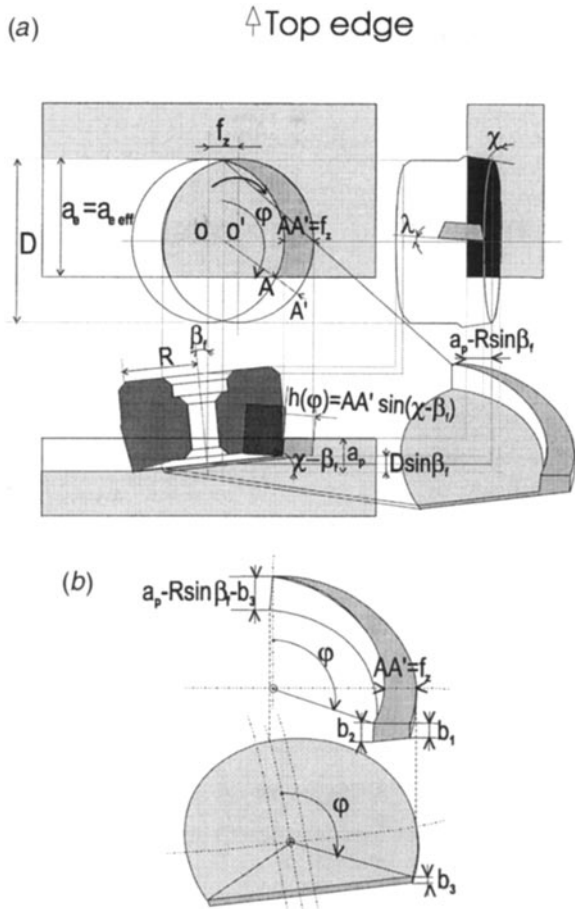 (a)
Top edge
f_z
χ
φ
a_e=a_e eff
D
O
O'
AA'=f_z
A
A'
λ
β_f
R
a_p-Rsinβ_f
h(φ)=AA' sin(χ-β_f)
χ-β_f
a_p
Dsinβ_f
(b)
a_p-Rsinβ_f-b_3
φ
AA'=f_z
b_2
b_1
φ
b_3